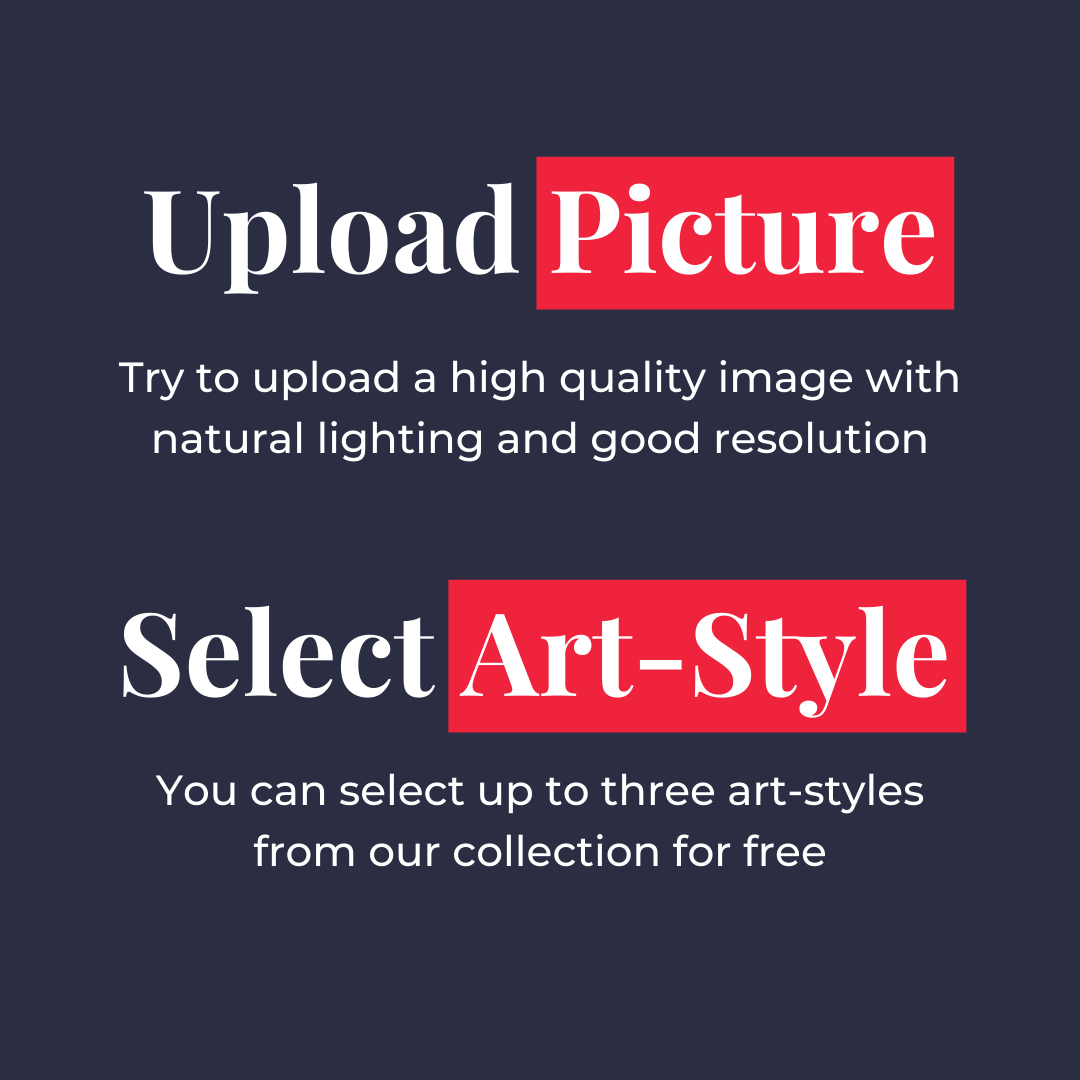 Upload Picture
Try to upload a high quality image with
natural lighting and good resolution
Select Art-Style
You can select up to three art-styles
from our collection for free